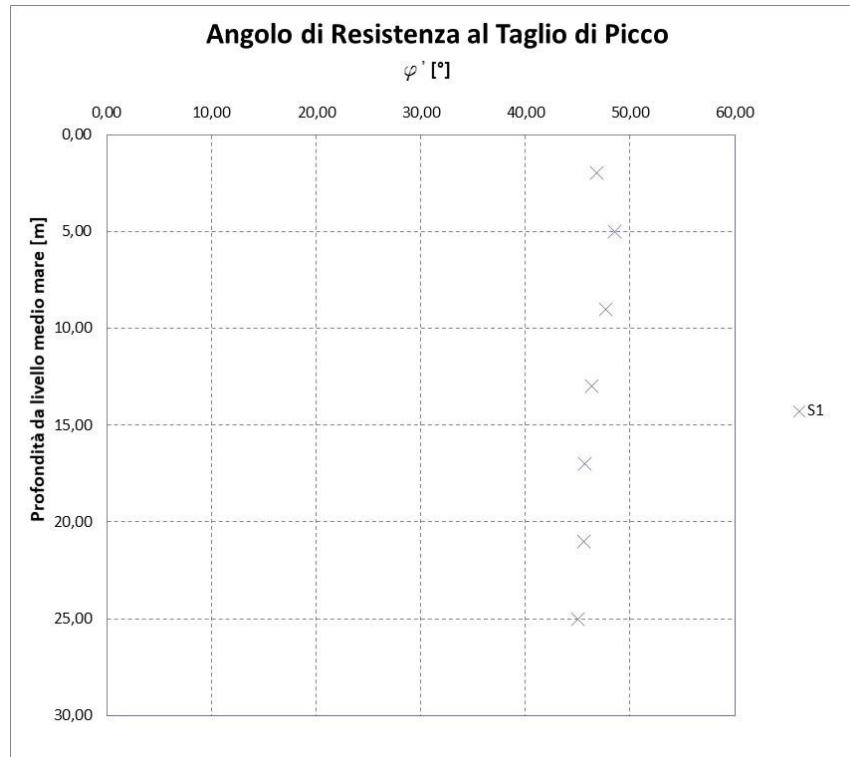 Angolo di Resistenza al Taglio di Picco
φ ' [°]
0,00 10,00 20,00 30,00 40,00 50,00 60,00
0,00
5,00
10,00
15,00
20,00
25,00
30,00
Profondità da livello medio mare [m]
S1